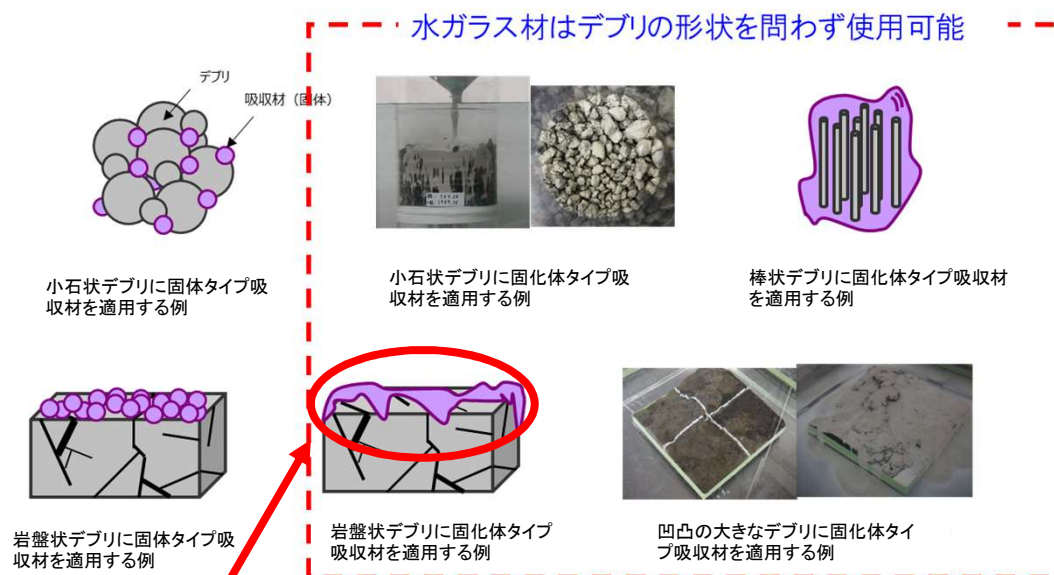 水ガラス材はデブリの形状を問わず使用可能
デブリ
吸収材（固体）
小石状デブリに固体タイプ吸
収材を適用する例
小石状デブリに固化体タイプ吸
収材を適用する例
棒状デブリに固化体タイプ吸収材
を適用する例
岩盤状デブリに固体タイプ吸
収材を適用する例
岩盤状デブリに固化体タイプ
吸収材を適用する例
凹凸の大きなデブリに固化体タイ
プ吸収材を適用する例